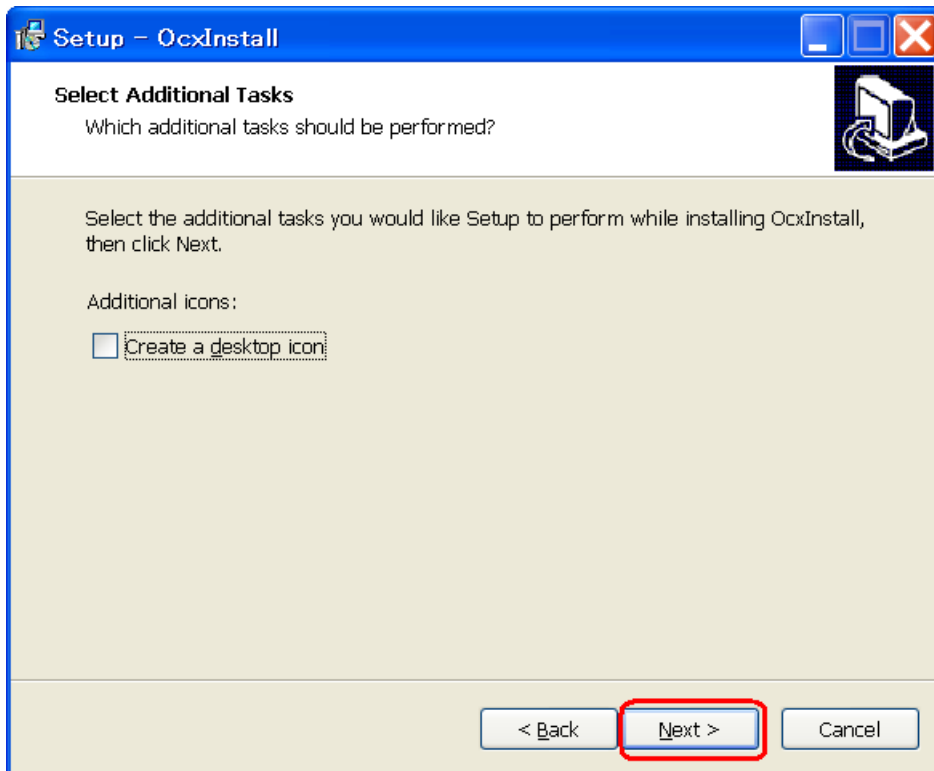 Setup - OcxInstall
Select Additional Tasks
Which additional tasks should be performed?
Select the additional tasks you would like Setup to perform while installing OcxInstall,
then click Next.
Additional icons:
Create a desktop icon
< Back
Next >
Cancel